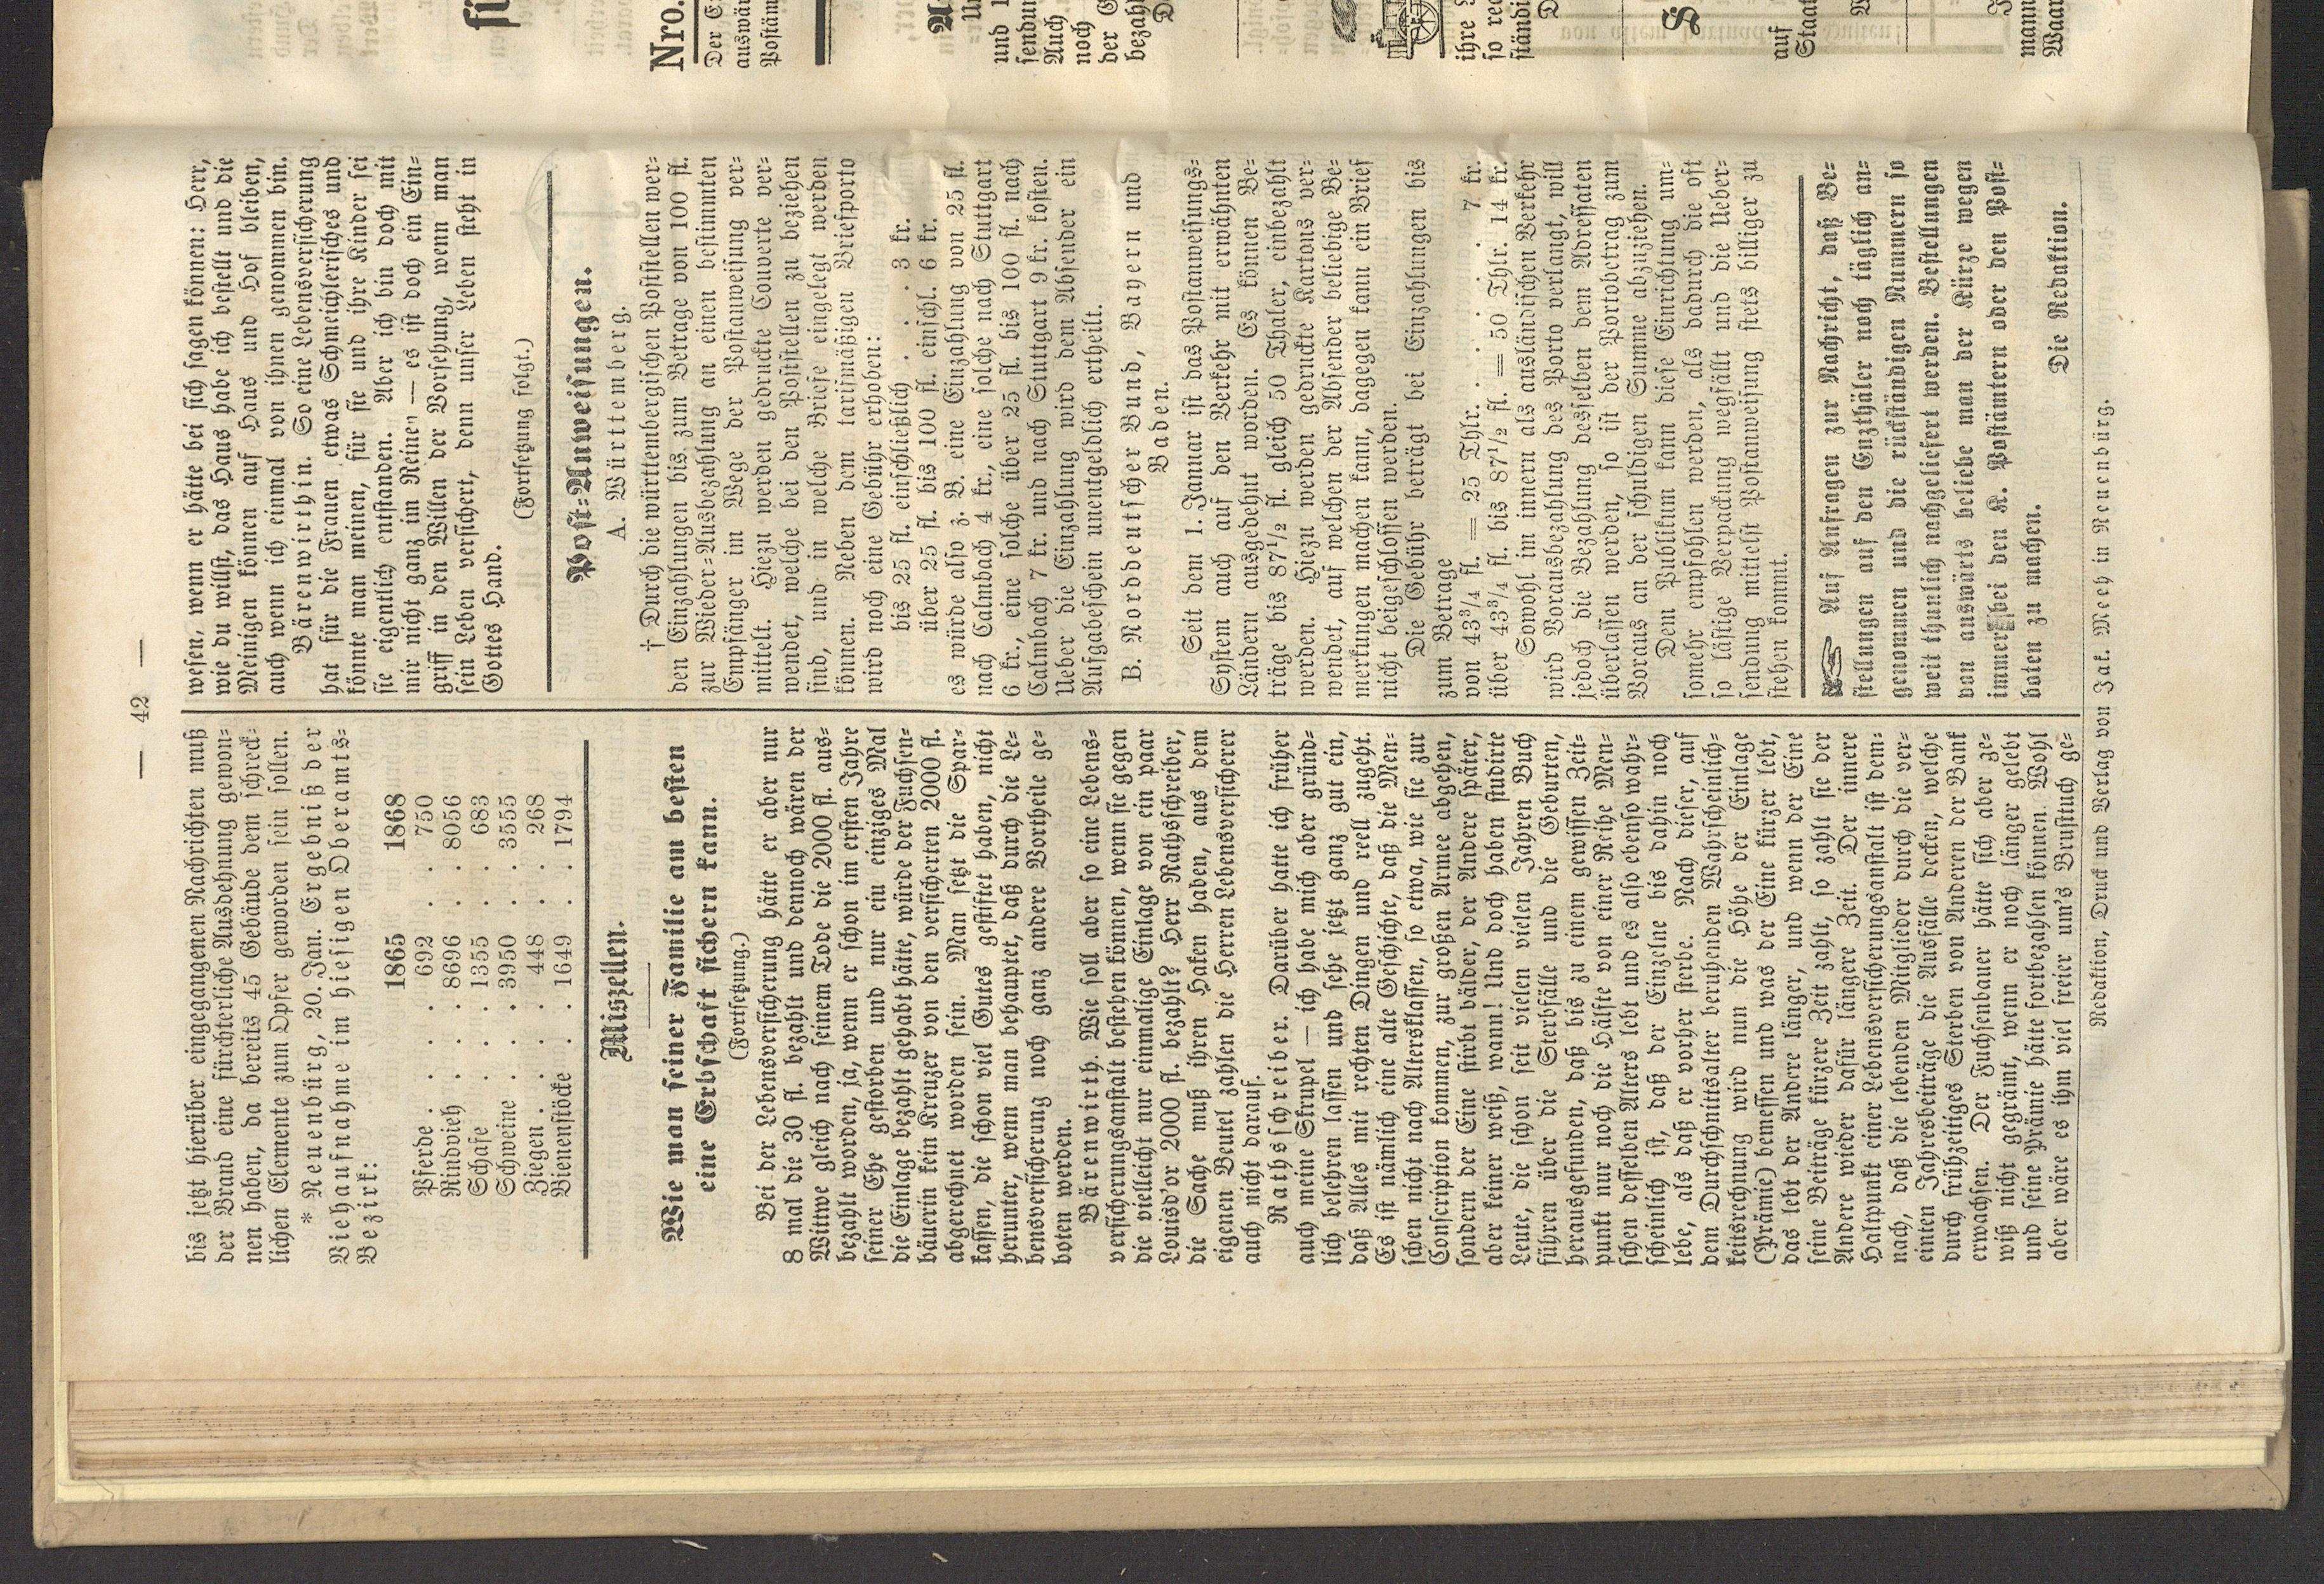 — 42 —
bis jetzt hierüber eingegangenen Nachrichten muß
der Brand eine fürchterliche Ausdehnung gewon-
nen haben, da bereits 45 Gebäude dem schreck-
lichen Elemente zum Opfer geworden sein sollen.
* Neuenbürg, 20. Jan. Ergebniß der
Viehaufnahme im hiesigen Oberamts-
Bezirk:
1865 1868
Pferde . . . . . 692 . . . 750
Rindvieh . . . . 8696 . . . 8056
Schafe . . . . 1355 . . . 683
Schweine . . . . 3950 . . . 3555
Ziegen . . . . . 448 . . . 268
Bienenstöcke . . 1649 . . . 1794
Miszellen.
Wie man seiner Familie am besten
eine Erbschaft sichern kann.
(Fortsetzung.)
Bei der Lebensversicherung hätte er aber nur
8 mal die 30 fl. bezahlt und dennoch wären der
Wittwe gleich nach seinem Tode die 2000 fl. aus-
bezahlt worden, ja, wenn er schon im ersten Jahre
seiner Ehe gestorben und nur ein einziges Mal
die Einlage bezahlt gehabt hätte, würde der Fuchsen-
bäuerin kein Kreuzer von den versicherten 2000 fl.
abgerechnet worden sein. Man setzt die Spar-
kassen, die schon viel Gutes gestiftet haben, nicht
herunter, wenn man behauptet, daß durch die Le-
bensversicherung noch ganz andere Vortheile ge-
boten werden.
Bärenwirth. Wie soll aber so eine Lebens-
versicherungsanstalt bestehen können, wenn sie gegen
die vielleicht nur einmalige Einlage von ein paar
Louisd'or 2000 fl. bezahlt? Herr Rathsschreiber,
die Sache muß ihren Haken haben, aus dem
eigenen Beutel zahlen die Herren Lebensversicherer
auch nicht darauf.
Rathsschreiber. Darüber hatte ich früher
auch meine Skrupel — ich habe mich aber gründ-
lich belehren lassen und sehe jetzt ganz gut ein,
daß Alles mit rechten Dingen und reell zugeht.
Es ist nämlich eine alte Geschichte, daß die Men-
schen nicht nach Altersklassen, so etwa, wie sie zur
Conscription kommen, zur großen Armee abgehen,
sondern der Eine stirbt bälder, der Andere später,
aber keiner weiß, wann! Und doch haben studirte
Leute, die schon seit vielen vielen Jahren Buch
führen über die Sterbfälle und die Geburten,
herausgefunden, daß bis zu einem gewissen Zeit-
punkt nur noch die Hälfte von einer Reihe Men-
schen desselben Alters lebt und es also ebenso wahr-
scheinlich ist, daß der Einzelne bis dahin noch
lebe, als daß er vorher sterbe. Nach dieser, auf
dem Durchschnittsalter beruhenden Wahrscheinlich-
keitsrechnung wird nun die Höhe der Einlage
(Prämie) bemessen und was der Eine kürzer lebt,
das lebt der Andere länger, und wenn der Eine
seine Beträge kürzere Zeit zahlt, so zahlt sie der
Andere wieder dafür längere Zeit. Der innere
Haltpunkt einer Lebensversicherungsanstalt ist dem-
nach, daß die lebenden Mitglieder durch die ver-
einten Jahresbeiträge die Ausfälle decken, welche
durch frühzeitiges Sterben von Anderen der Bank
erwachsen. Der Fuchsenbauer hätte sich aber ge-
wiß nicht gegrämt, wenn er noch länger gelebt
und seine Prämie häte fortbezahlen können. Wohl
aber wäre es ihm viel freier um's Brusttuch ge-
wesen, wenn er hätte bei sich sagen können: Herr,
wie du willst, das Haus habe ich bestellt und die
Meinigen können auf Haus und Hof bleiben,
auch wenn ich einmal von ihnen genommen bin.
Bärenwirthin. So eine Lebensversicherung
hat für die Frauen etwas Schmeichlerisches und
könnte man meinen, für sie und ihre Kinder sei
sie eigentlich entstanden. Aber ich bin doch mit
mir nicht ganz im Reinen — es ist doch ein Ein-
griff in den Willen der Vorsehung, wenn man
sein Leben versichert, denn unser Leben steht in
Gottes Hand.
(Fortsetzung folgt.)
Post-Anweisungen.
A. Württemberg.
† Durch die württembergischen Poststellen wer-
den Einzahlungen bis zum Betrage von 100 fl.
zur Wieder-Ausbezahlung an einen bestimmten
Empfänger im Wege der Postanweisung ver-
mittelt. Hiezu werden gedruckte Couverte ver-
wendet, welche bei den Poststellen zu beziehen
sind, und in welche Briefe eingelegt werden
können. Neben dem tarifmäßigen Briefsporto
wird noch eine Gebühr erhoben:
bis 25 fl. einschließlich . . . 3 kr.
über 25 fl. bis 100 fl. einschl. 6 kr.
es würde also z. B. eine Einzahlung von 25 fl.
nach Calmbach 4 kr., eine solche nach Stuttgart
6 kr., eine solche über 25 fl. bis 100 fl. nach
Calmbach 7 kr. und nach Stuttgart 9 kr. kosten.
Ueber die Einzahlung wird dem Absender ein
Aufgabeschein unentgeldlich ertheilt.
B. Norddeutscher Bund, Bayern und
Baden.
Seit dem 1. Januar ist das Postanweisungs-
System auch auf den Verkehr mit erwähnten
Ländern ausgedehnt worden. Es können Be-
träge bis 87½ fl. gleich 50 Thaler, einbezahlt
werden. Hiezu werden gedruckte Kartons ver-
wendet, auf welchen der Absender beliebige Be-
merkungen machen kann, dagegen kann ein Brief
nicht beigeschlossen werden.
Die Gebühr beträgt bei Einzahlungen bis
zum Betrage
von 43¾ fl. = 25 Thlr. . . . . . 7 kr.
über 43¾ fl. bis 87½ fl. = 50 Thlr. 14 kr.
Sowohl im innern als ausländischen Verkehr
wird Vorausbezahlung des Porto verlangt, will
jedoch die Bezahlung desselben dem Adressaten
überlassen werden, so ist der Portobetrag zum
Voraus an der schuldigen Summe abzuziehen.
Dem Publikum kann diese Einrichtung um-
somehr empfohlen werden, als dadurch die oft
so lästige Verpackung wegfällt und die Ueber-
sendung mittelst Postanweisung stets billiger zu
stehen kommt.
☞ Auf Anfragen zur Nachricht, daß Be-
stellungen auf den Enzthäler noch täglich an-
genommen und die rükständigen Nummern so
weit thunlich nachgeliefert werden. Bestellungen
von auswärts beliebe man der Kürze wegen
immer bei den K. Postämtern oder den Post-
boten zu machen.
Die Redaktion.
Redaktion, Druck und Verlag von Jak. Meeh in Neuenbürg.
fü
Nro.
Der E
auswär
Postäm
und
sendun
Auch
noch
der
bezahl
ihre
so rec
ständi
auf
Staat
mann
Waar